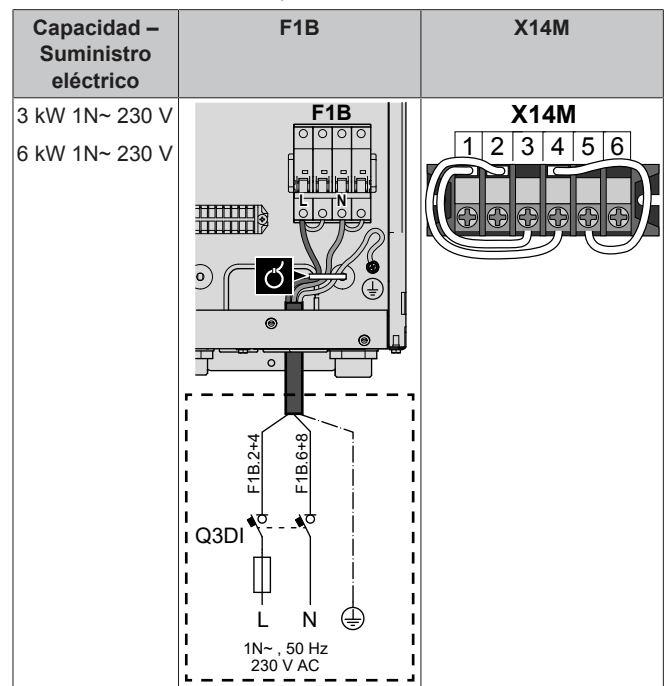 Capacidad –
Suministro
eléctrico
F1B
X14M
3 kW 1N~ 230 V
6 kW 1N~ 230 V
F1B
L N
X14M
1 2 3 4 5 6
F1B.2+4
F1B.6+8
Q3DI
L N
1N~ , 50 Hz
230 V AC